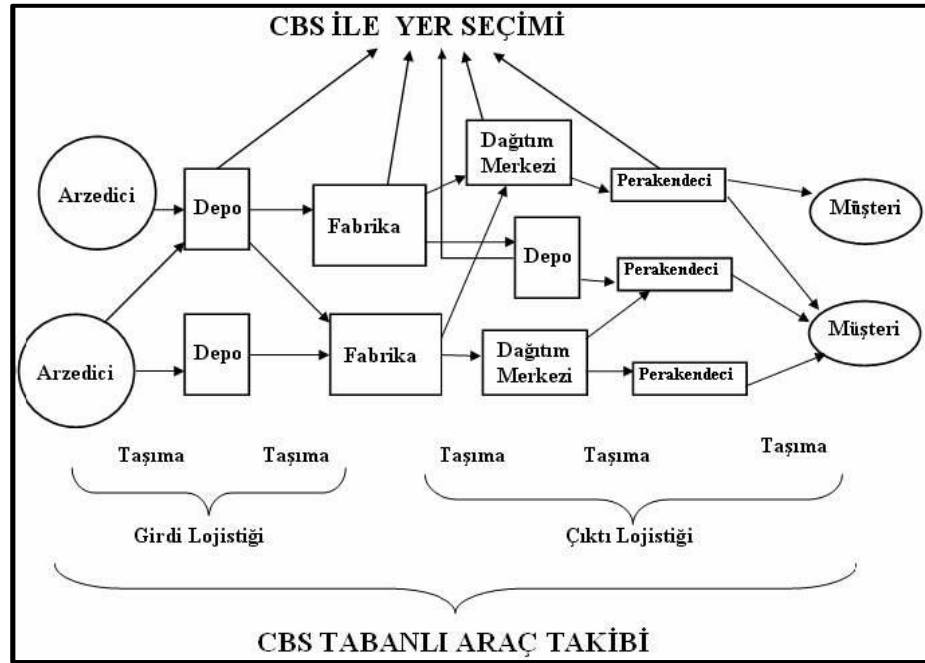 CBS İLE YER SEÇİMİ
Arzedici
Depo
Fabrika
Dağıtım
Merkezi
Perakendeci
Müşteri
Depo
Perakendeci
Arzedici
Depo
Fabrika
Dağıtım
Merkezi
Perakendeci
Müşteri
Taşıma
Taşıma
Taşıma
Taşıma
Taşıma
Girdi Lojistiği
Çıktı Lojistiği
CBS TABANLI ARAÇ TAKİBİ